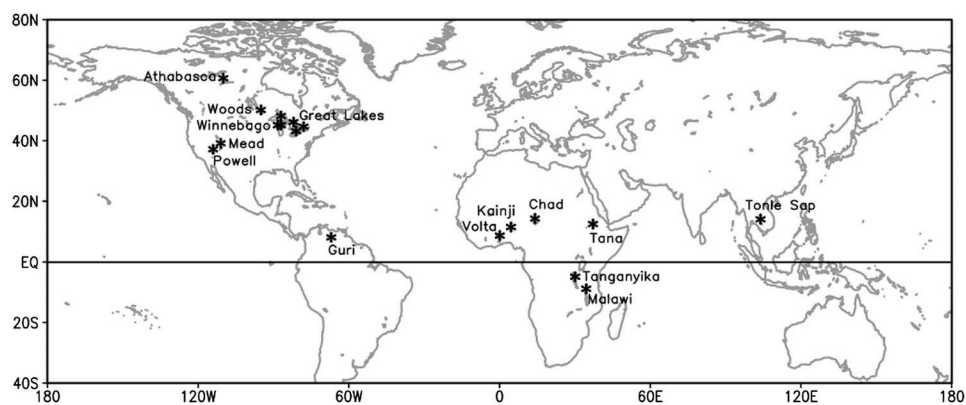 80N
60N
40N
20N
EQ
20S
40S
180
120W
60W
0
60E
120E
180
Athabasca
Woods
Great Lakes
Winnebago
Mead
Powell
Guri
Kainji
Chad
Volta
Tana
Tonle Sap
Tanganyika
Malawi